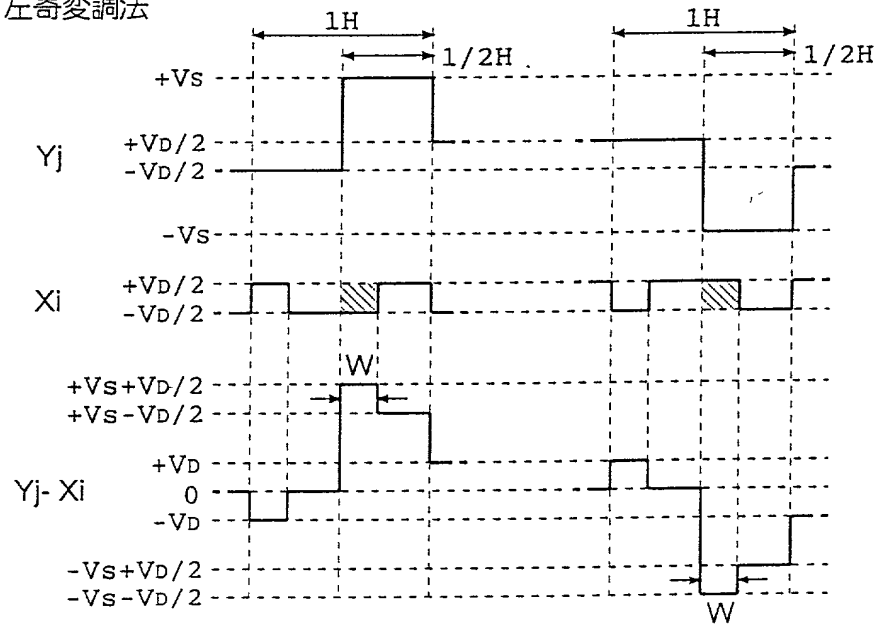 左寄変調法
1H
1H
1/2H
1/2H
+VS
Yj
+VD/2
-VD/2
-VS
Xi
+VD/2
-VD/2
W
+VS+VD/2
+VS-VD/2
+VD
Yj-Xi
0
-VD
-VS+VD/2
-VS-VD/2
W